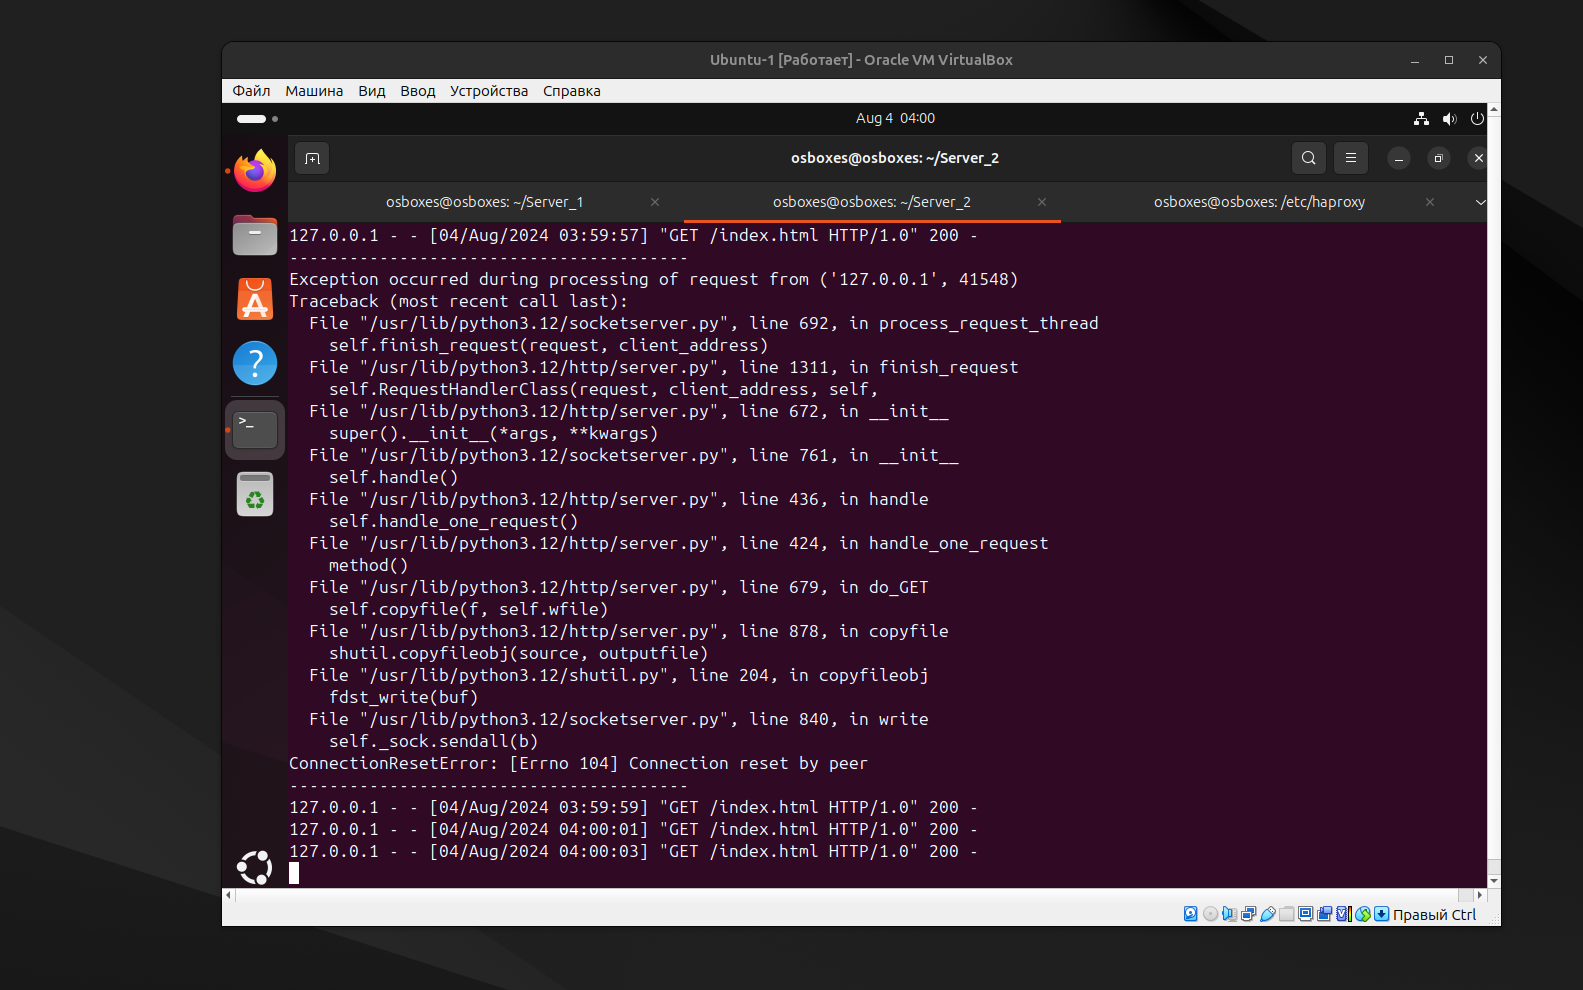 Ubuntu-1 [Работает] - Oracle VM VirtualBox
Файл Машина Вид Ввод Устройства Справка
Aug 4 04:00
osboxes@osboxes: ~/Server_2
osboxes@osboxes: ~/Server_1 osboxes@osboxes: ~/Server_2 osboxes@osboxes: /etc/haproxy
127.0.0.1 - - [04/Aug/2024 03:59:57] "GET /index.html HTTP/1.0" 200 -
----------------------------------------
Exception occurred during processing of request from ('127.0.0.1', 41548)
Traceback (most recent call last):
  File "/usr/lib/python3.12/socketserver.py", line 692, in process_request_thread
    self.finish_request(request, client_address)
  File "/usr/lib/python3.12/http/server.py", line 1311, in finish_request
    self.RequestHandlerClass(request, client_address, self,
  File "/usr/lib/python3.12/http/server.py", line 672, in __init__
    super().__init__(*args, **kwargs)
  File "/usr/lib/python3.12/socketserver.py", line 761, in __init__
    self.handle()
  File "/usr/lib/python3.12/http/server.py", line 436, in handle
    self.handle_one_request()
  File "/usr/lib/python3.12/http/server.py", line 424, in handle_one_request
    method()
  File "/usr/lib/python3.12/http/server.py", line 679, in do_GET
    self.copyfile(f, self.wfile)
  File "/usr/lib/python3.12/http/server.py", line 878, in copyfile
    shutil.copyfileobj(source, outputfile)
  File "/usr/lib/python3.12/shutil.py", line 204, in copyfileobj
    fdst_write(buf)
  File "/usr/lib/python3.12/socketserver.py", line 840, in write
    self._sock.sendall(b)
ConnectionResetError: [Errno 104] Connection reset by peer
----------------------------------------
127.0.0.1 - - [04/Aug/2024 03:59:59] "GET /index.html HTTP/1.0" 200 -
127.0.0.1 - - [04/Aug/2024 04:00:01] "GET /index.html HTTP/1.0" 200 -
127.0.0.1 - - [04/Aug/2024 04:00:03] "GET /index.html HTTP/1.0" 200 -
Правый Ctrl